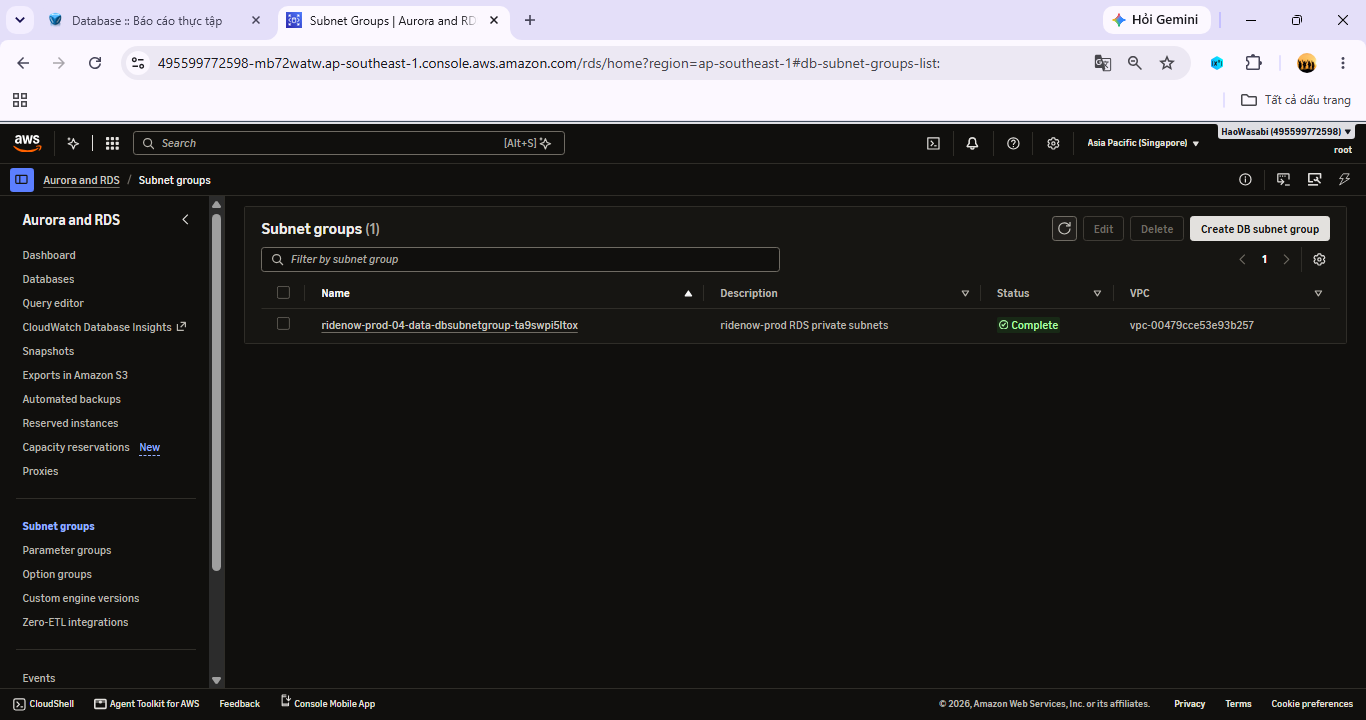 Database :: Báo cáo thực tập
Subnet Groups | Aurora and RD
Hỏi Gemini
495599772598-mb72watw.ap-southeast-1.console.aws.amazon.com/rds/home?region=ap-southeast-1#db-subnet-groups-list:
Tất cả dấu trang
aws
Search
[Alt+S]
Asia Pacific (Singapore)
HaoWasabi (495599772598)
root
Aurora and RDS / Subnet groups
Aurora and RDS
Dashboard
Databases
Query editor
CloudWatch Database Insights
Snapshots
Exports in Amazon S3
Automated backups
Reserved instances
Capacity reservations New
Proxies
Subnet groups
Parameter groups
Option groups
Custom engine versions
Zero-ETL integrations
Events
Subnet groups (1)
Edit
Delete
Create DB subnet group
Filter by subnet group
1
Name Description Status VPC
ridenow-prod-04-data-dbsubnetgroup-ta9swpi5ltox ridenow-prod RDS private subnets Complete vpc-00479cce53e93b257
CloudShell Agent Toolkit for AWS Feedback Console Mobile App © 2026, Amazon Web Services, Inc. or its affiliates. Privacy Terms Cookie preferences